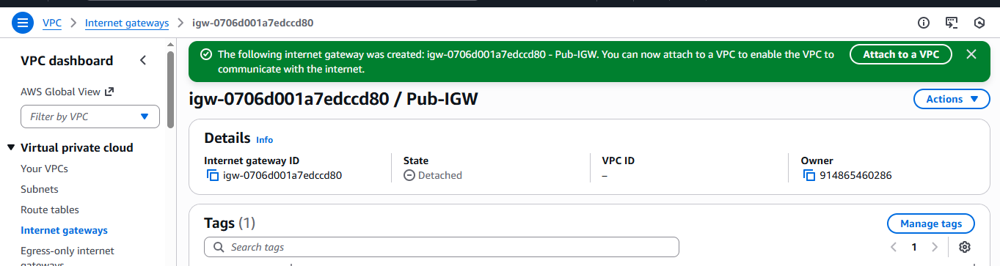 VPC > Internet gateways > igw-0706d001a7edccd80
VPC dashboard
AWS Global View
Filter by VPC
Virtual private cloud
Your VPCs
Subnets
Route tables
Internet gateways
Egress-only internet
gateways
The following internet gateway was created: igw-0706d001a7edccd80 - Pub-IGW. You can now attach to a VPC to enable the VPC to
communicate with the internet.
Attach to a VPC
igw-0706d001a7edccd80 / Pub-IGW
Actions
Details Info
Internet gateway ID
igw-0706d001a7edccd80
State
Detached
VPC ID
–
Owner
914865460286
Tags (1)
Manage tags
Search tags
1